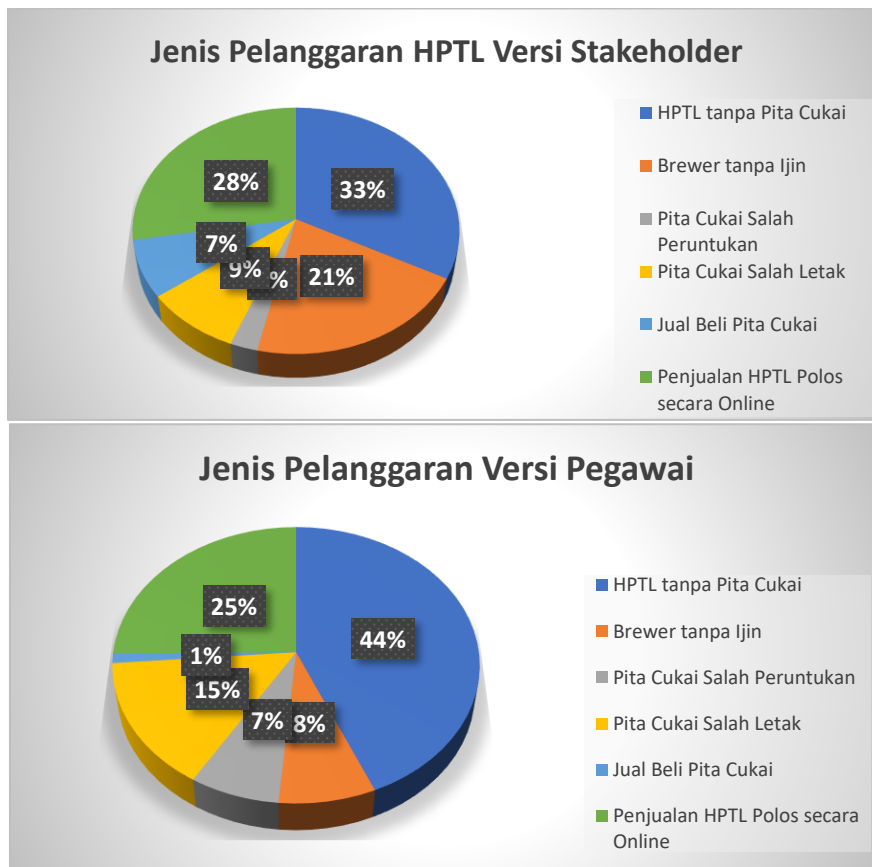 Jenis Pelanggaran HPTL Versi Stakeholder
33%
21%
%
9%
7%
28%
HPTL tanpa Pita Cukai
Brewer tanpa Ijin
Pita Cukai Salah
Peruntukan
Pita Cukai Salah Letak
Jual Beli Pita Cukai
Penjualan HPTL Polos
secara Online
Jenis Pelanggaran Versi Pegawai
44%
8%
7%
15%
1%
25%
HPTL tanpa Pita Cukai
Brewer tanpa Ijin
Pita Cukai Salah Peruntukan
Pita Cukai Salah Letak
Jual Beli Pita Cukai
Penjualan HPTL Polos secara
Online